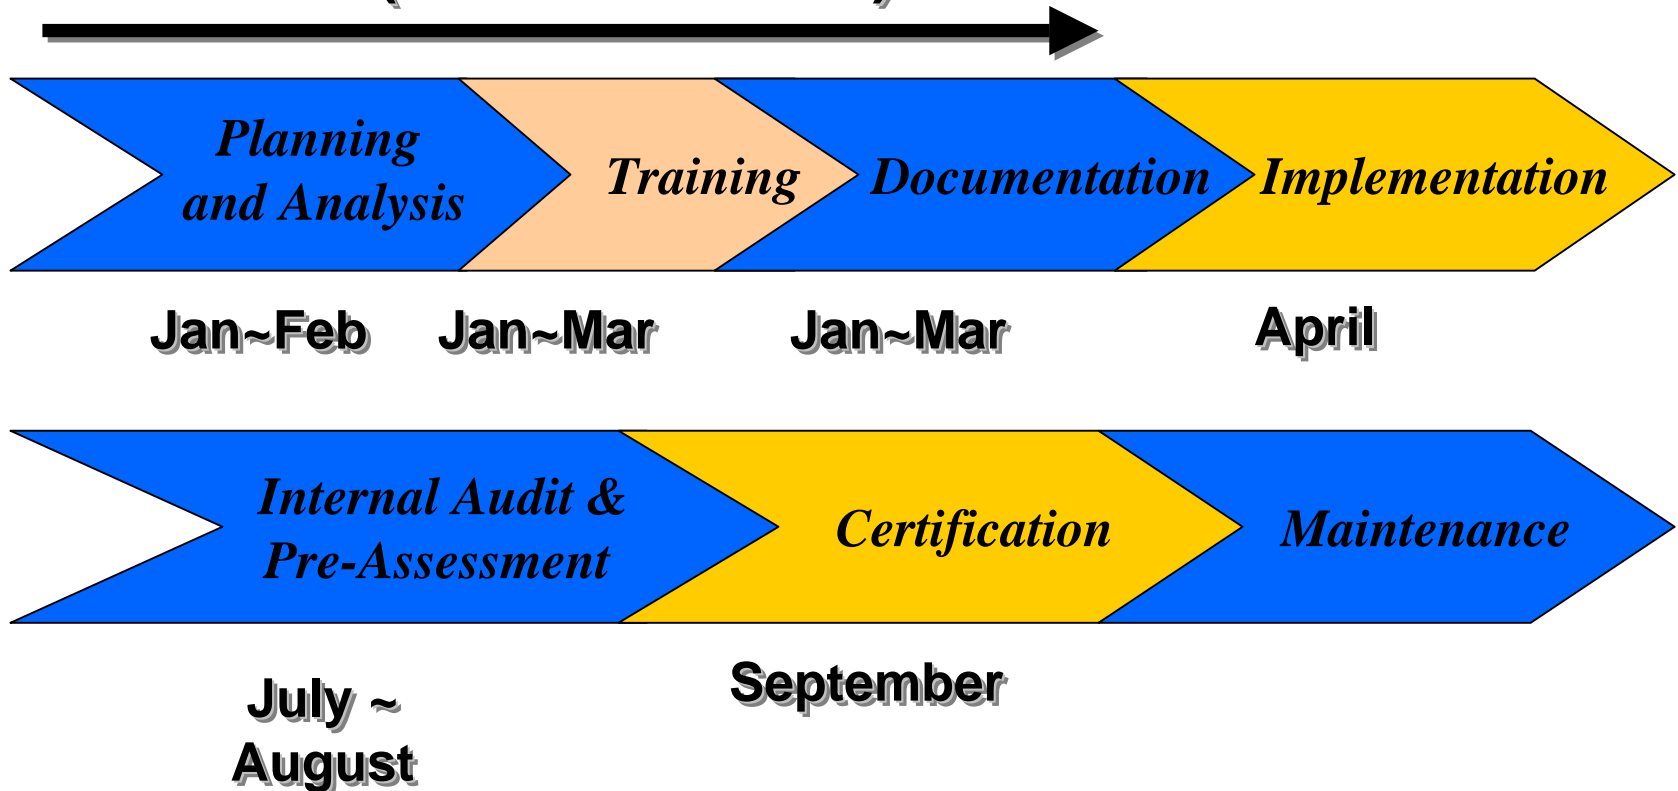 Planning
and Analysis
Training
Documentation
Implementation
Jan~Feb
Jan~Mar
Jan~Mar
April
Internal Audit &
Pre-Assessment
Certification
Maintenance
July ~
August
September